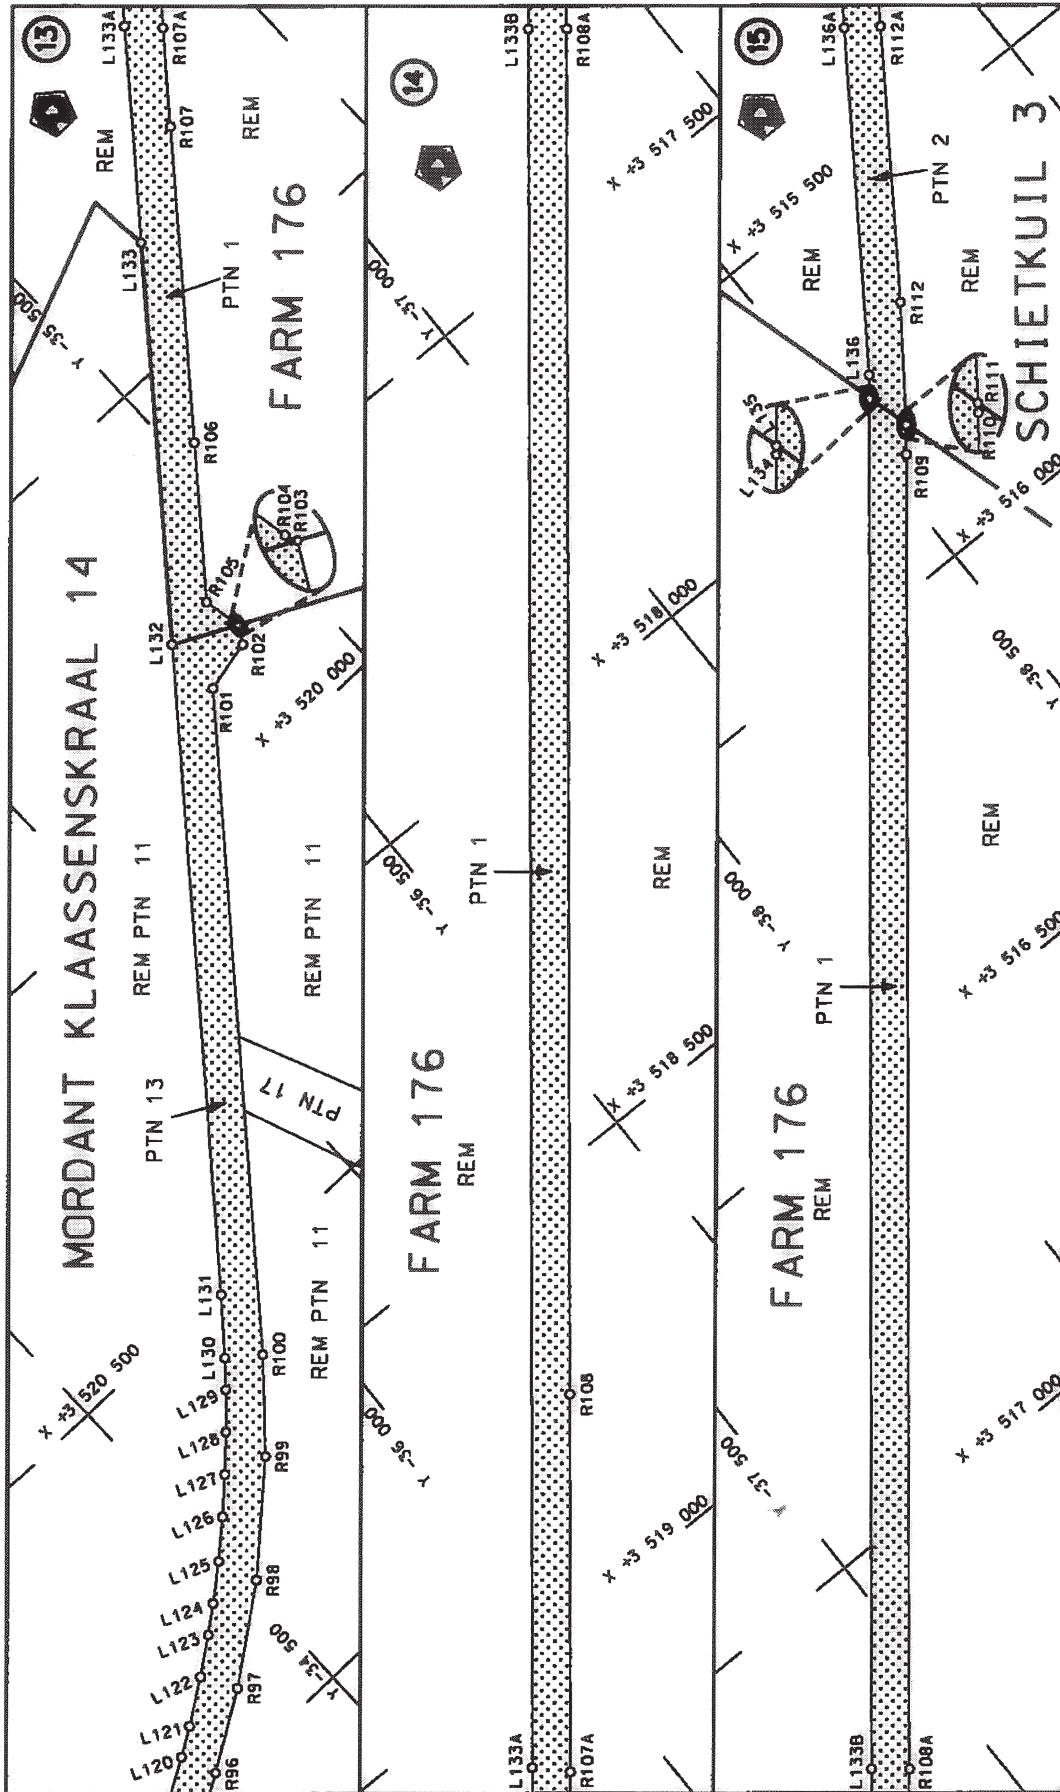 13
MORDANT KLAASSENSKRAAL 14
X +3 520 500
Y -35 500
L120
L121
L122
L123
L124
L125
L126
L127
L128
L129
L130
L131
L132
L133
L133A
PTN 13
REM PTN 11
REM
R96
R97
R98
R99
R100
R101
R102
R103
R104
R105
R106
R107
R107A
PTN 1
Y -34 500
REM PTN 11
PTN 17
REM PTN 11
X +3 520 000
FARM 176
REM
14
Y -36 000
Y -36 500
Y -37 000
FARM 176
REM
PTN 1
L133A
L133B
R107A
R108
R108A
REM
X +3 519 000
X +3 518 500
X +3 518 000
X +3 517 500
15
Y -37 500
Y -38 000
X +3 515 500
FARM 176
REM
PTN 1
L134
L135
REM
L133B
L136
L136A
PTN 2
R108A
R109
R110
R111
R112
R112A
REM
REM
X +3 517 000
X +3 516 500
X +3 516 000
Y -38 500
SCHIETKUIL 3